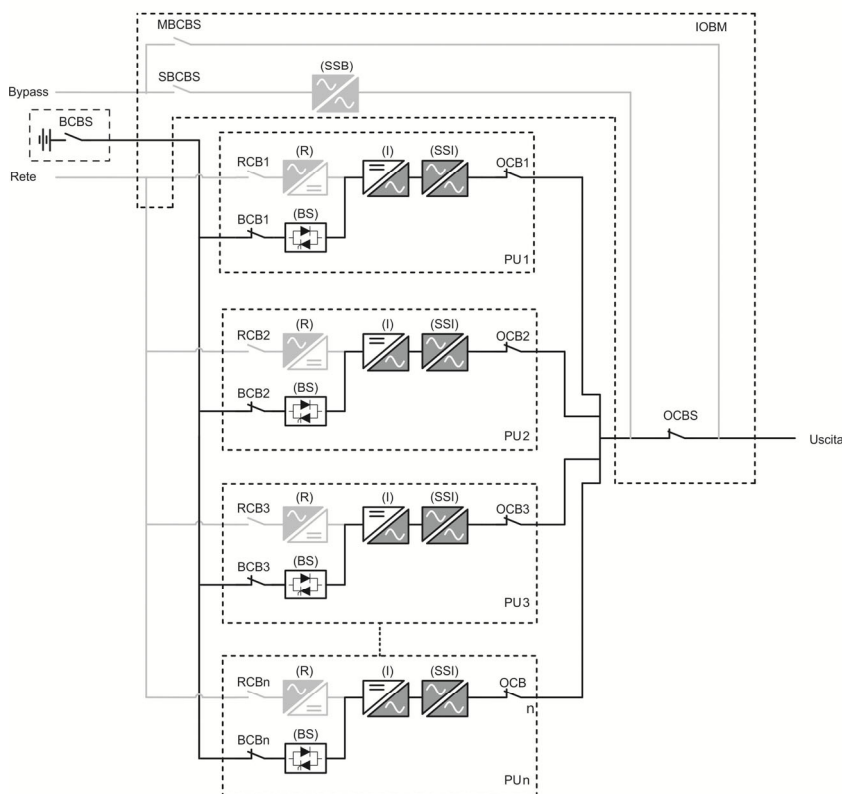 MBCBS
IOBM
(SSB)
SBCBS
Bypass
BCBS
Rete
RCB1
(R)
(I)
(SSI)
OCB1
BCB1
(BS)
PU1
RCB2
(R)
(I)
(SSI)
OCB2
BCB2
(BS)
PU2
OCBS
Uscita
RCB3
(R)
(I)
(SSI)
OCB3
BCB3
(BS)
PU3
RCBn
(R)
(I)
(SSI)
OCB
n
BCBn
(BS)
PUn